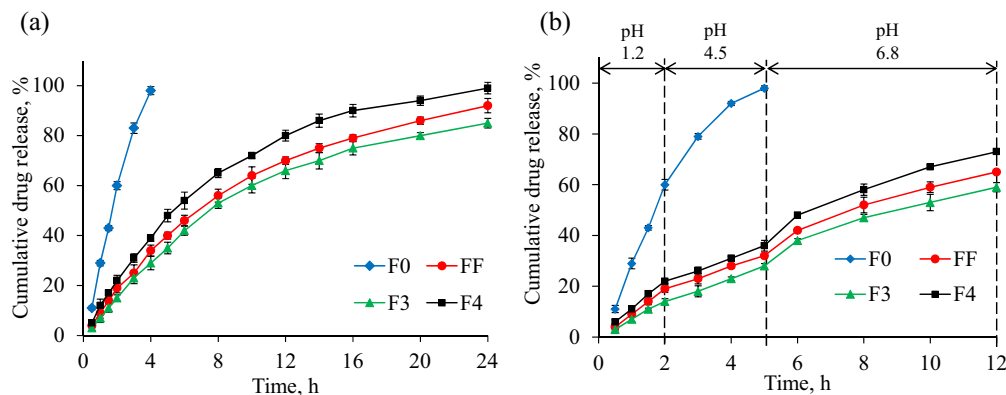 (a)
Cumulative drug release, %
100
80
60
40
20
0
0 4 8 12 16 20 24
Time, h
F0 FF
F3 F4
(b)
pH
1.2
pH
4.5
pH
6.8
Cumulative drug release, %
100
80
60
40
20
0
0 2 4 6 8 10 12
Time, h
F0 FF
F3 F4